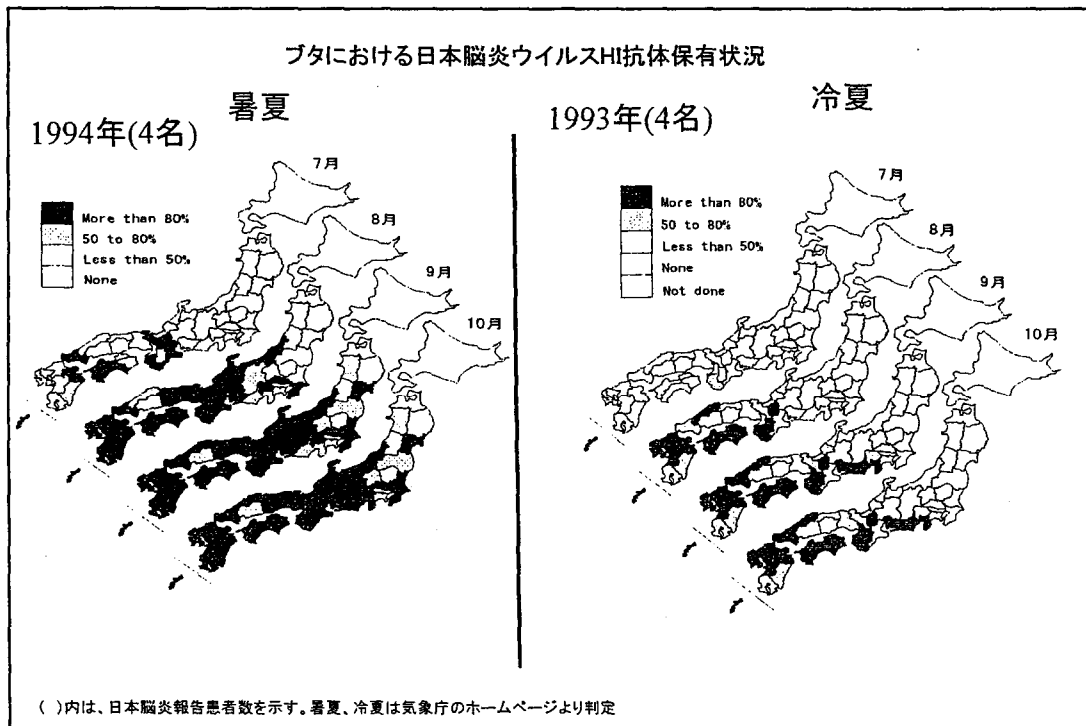 ブタにおける日本脳炎ウイルスHI抗体保有状況
暑夏
1994年(4名)
7月
8月
9月
10月
More than 80%
50 to 80%
Less than 50%
None
冷夏
1993年(4名)
7月
8月
9月
10月
More than 80%
50 to 80%
Less than 50%
None
Not done
( )内は、日本脳炎報告患者数を示す。暑夏、冷夏は気象庁のホームページより判定